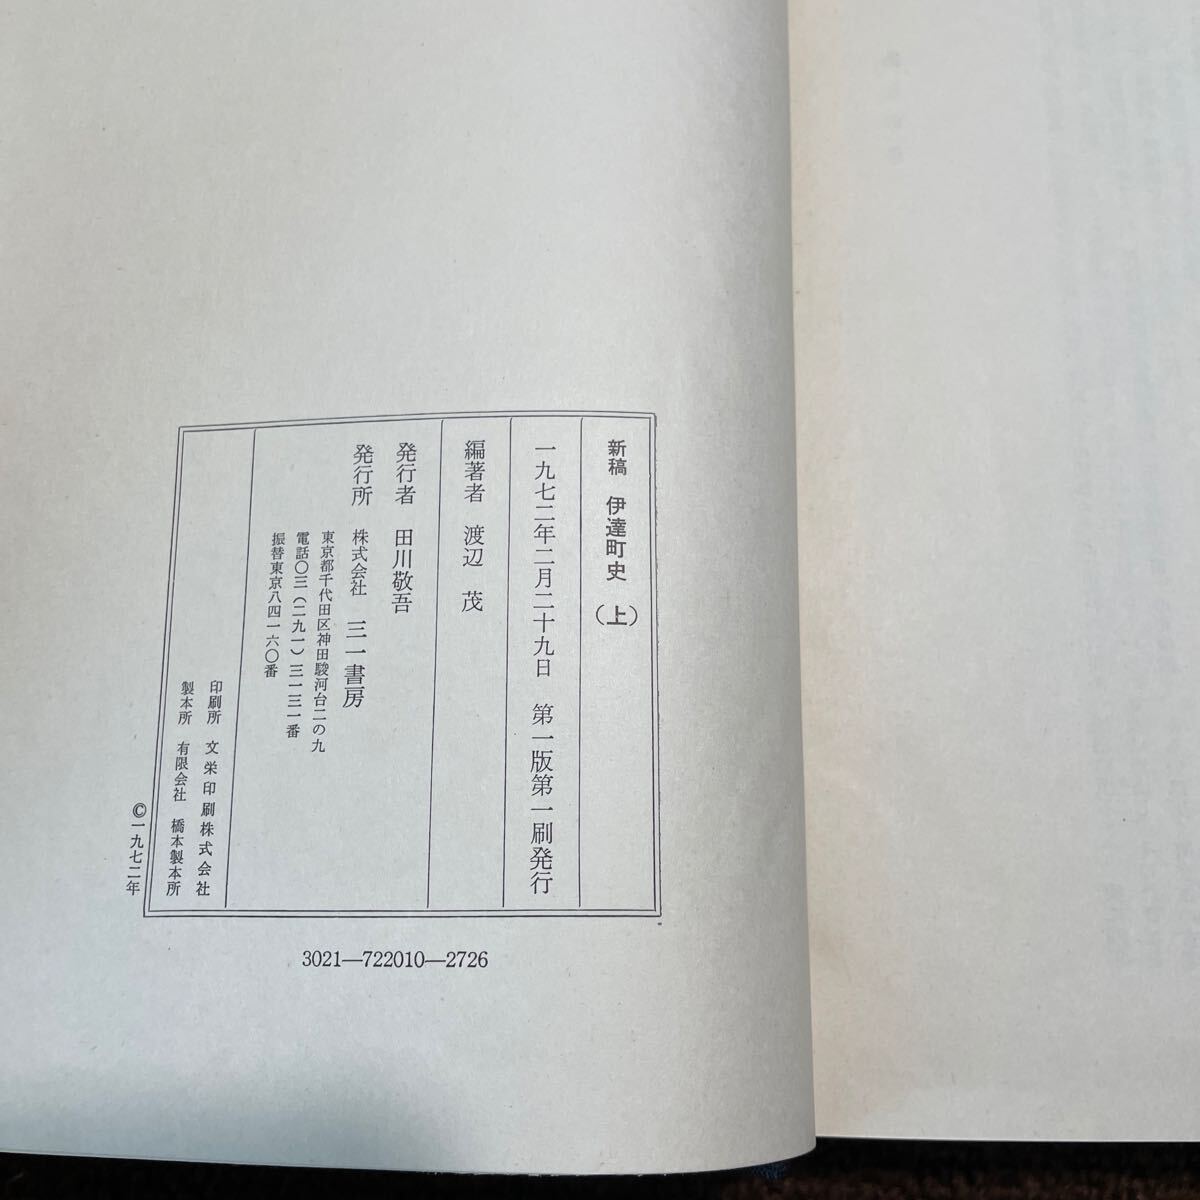 新稿　伊達町史　（上）
一九七二年二月二十九日　第一版第一刷発行
編著者　渡辺　茂
発行者　田川敬吾
発行所　株式会社　三一書房
東京都千代田区神田駿河台二の九
電話〇三（二九一）三一三一番
振替東京八四一六〇番
印刷所　文栄印刷株式会社
製本所　有限会社　橋本製本所
©一九七二年
3021—722010—2726